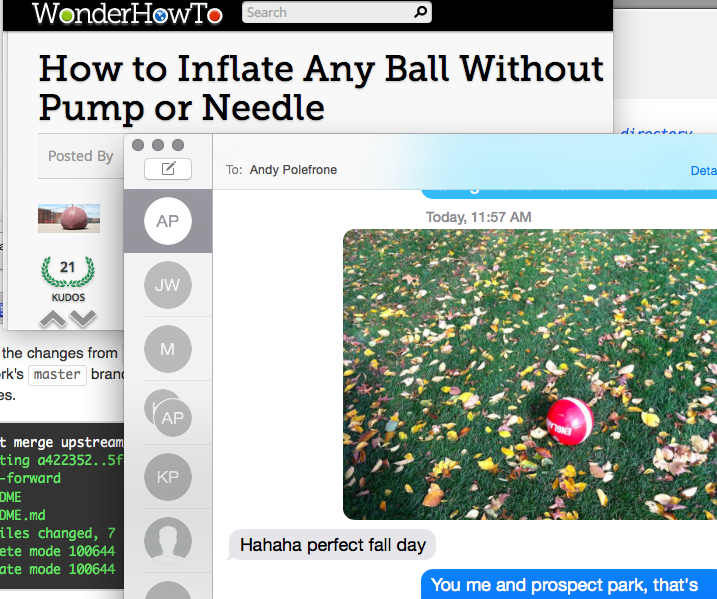 WonderHowTo
Search
How to Inflate Any Ball Without
Pump or Needle
directory
Posted By
To: Andy Polefrone
Deta
AP
Today, 11:57 AM
JW
21
KUDOS
M
the changes from
rk's master branc
es.
AP
ENGL
t merge upstream
ting a422352..5f
-forward
KP
DME
DME.md
iles changed, 7
ete mode 100644
ate mode 100644
Hahaha perfect fall day
You me and prospect park, that's